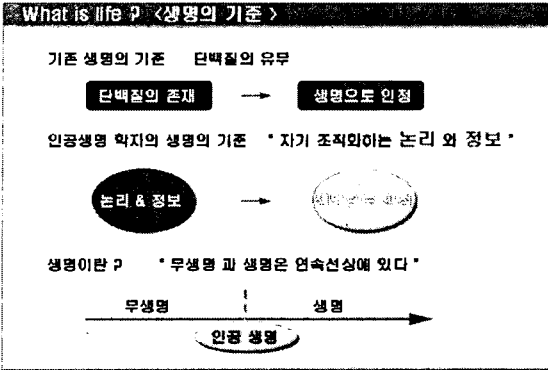 What is life ? <생명의 기준 >
기존 생명의 기준 단백질의 유무
단백질의 존재 → 생명으로 인정
인공생명 학자의 생명의 기준 " 자기 조직화하는 논리 와 정보 "
논리 & 정보 →
생명이란 ? " 무생명 과 생명은 연속선상에 있다 "
무생명 생명
인공 생명